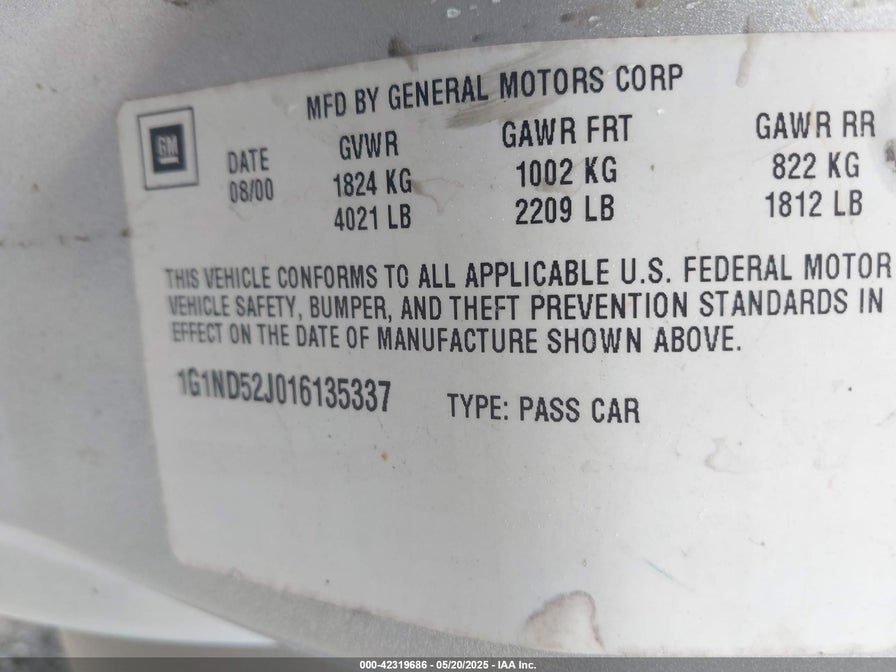 MFD BY GENERAL MOTORS CORP
GM
DATE GVWR GAWR FRT GAWR RR
08/00 1824 KG 1002 KG 822 KG
4021 LB 2209 LB 1812 LB
THIS VEHICLE CONFORMS TO ALL APPLICABLE U.S. FEDERAL MOTOR
VEHICLE SAFETY, BUMPER, AND THEFT PREVENTION STANDARDS IN
EFFECT ON THE DATE OF MANUFACTURE SHOWN ABOVE.
1G1ND52J016135337 TYPE: PASS CAR
000-42319686 - 05/20/2025 - IAA Inc.